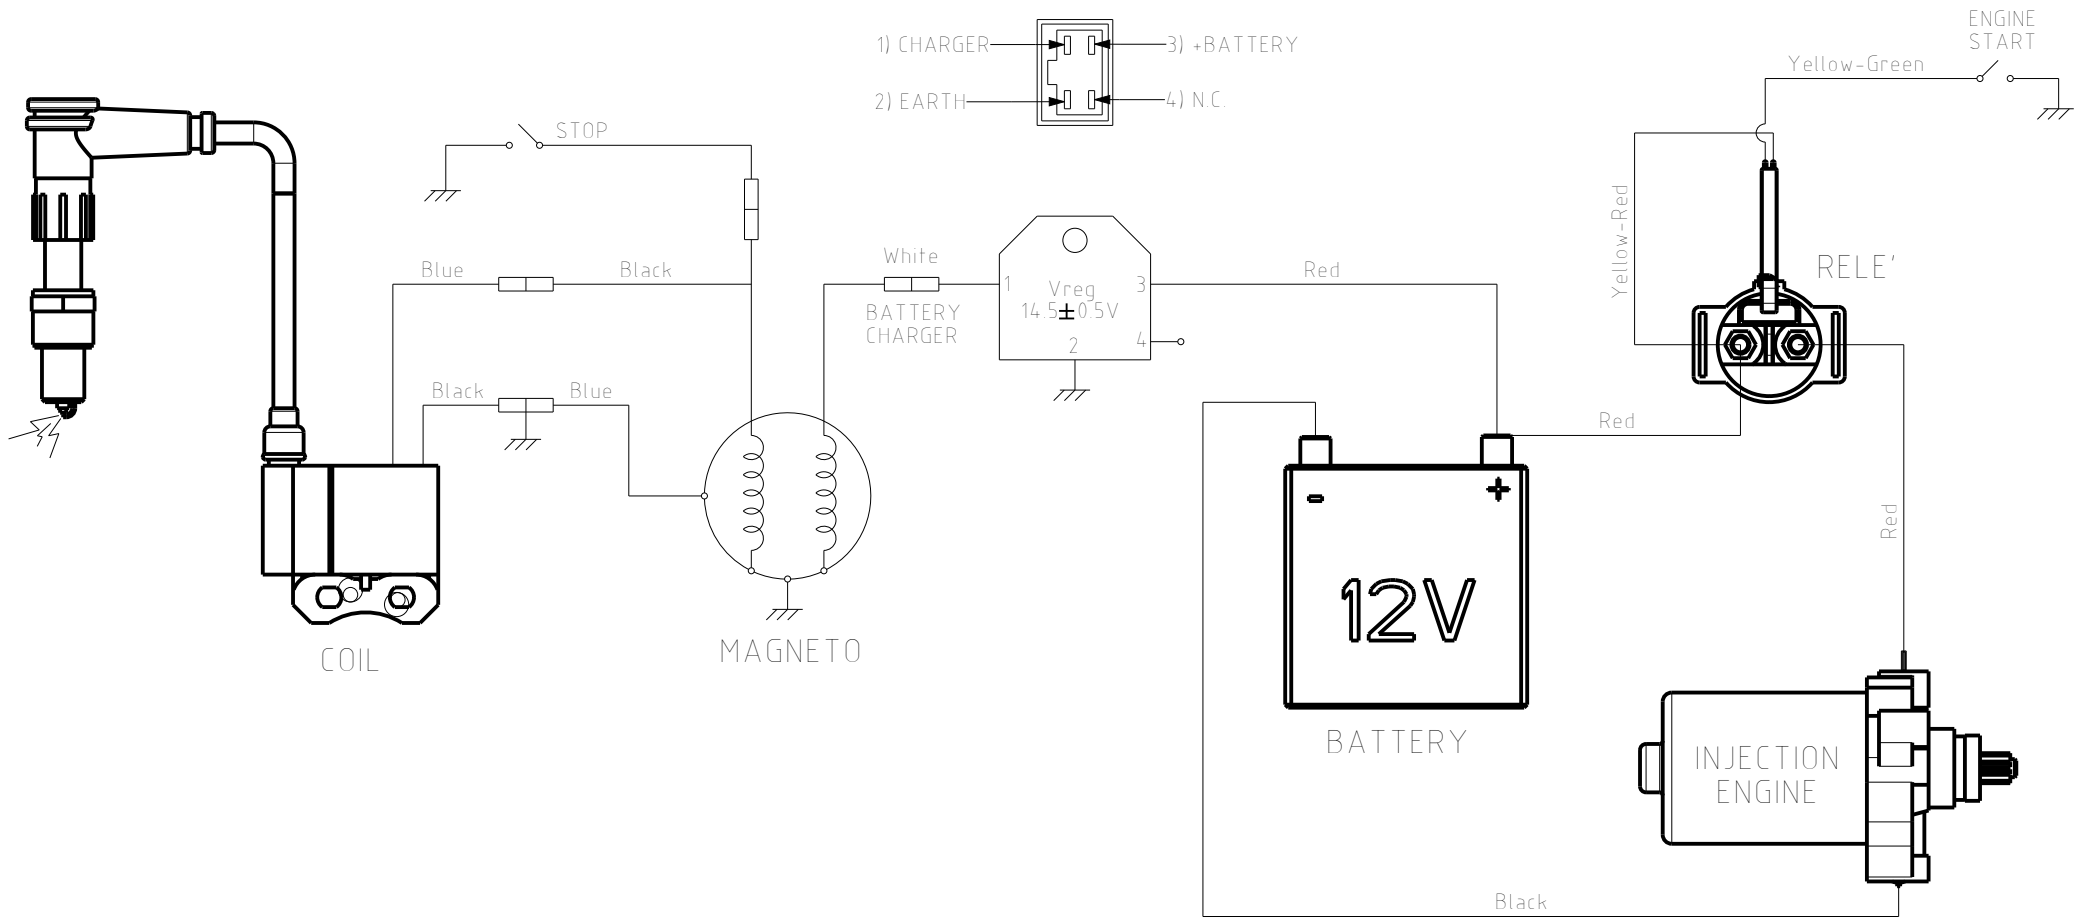 ENGINE
START
1) CHARGER
3) +BATTERY
Yellow-Green
2) EARTH
4) N.C.
STOP
Yellow-Red
White
RELE'
Blue
Black
Red
1
Vreg
3
14.5±0.5V
BATTERY
CHARGER
2
4
Black
Blue
Red
-
+
Red
12V
COIL
MAGNETO
BATTERY
INJECTION
ENGINE
Black